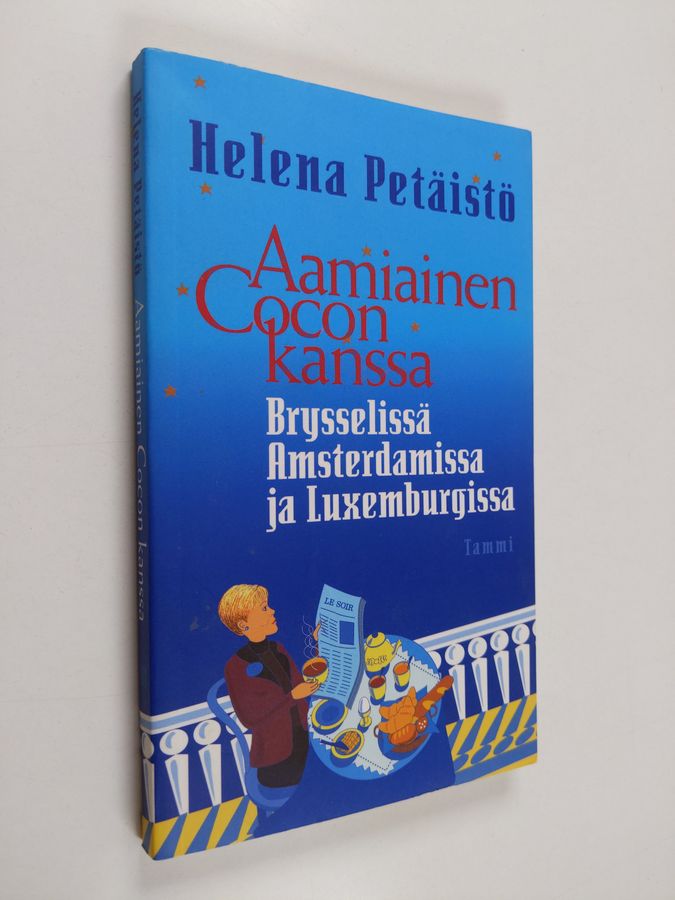 Helena Petäistö
Aamiainen
Cocon
kanssa
Brysselissä
Amsterdamissa
ja Luxemburgissa
Tammi
LE SOIR
Helena Petäistö Aamiainen Cocon kanssa